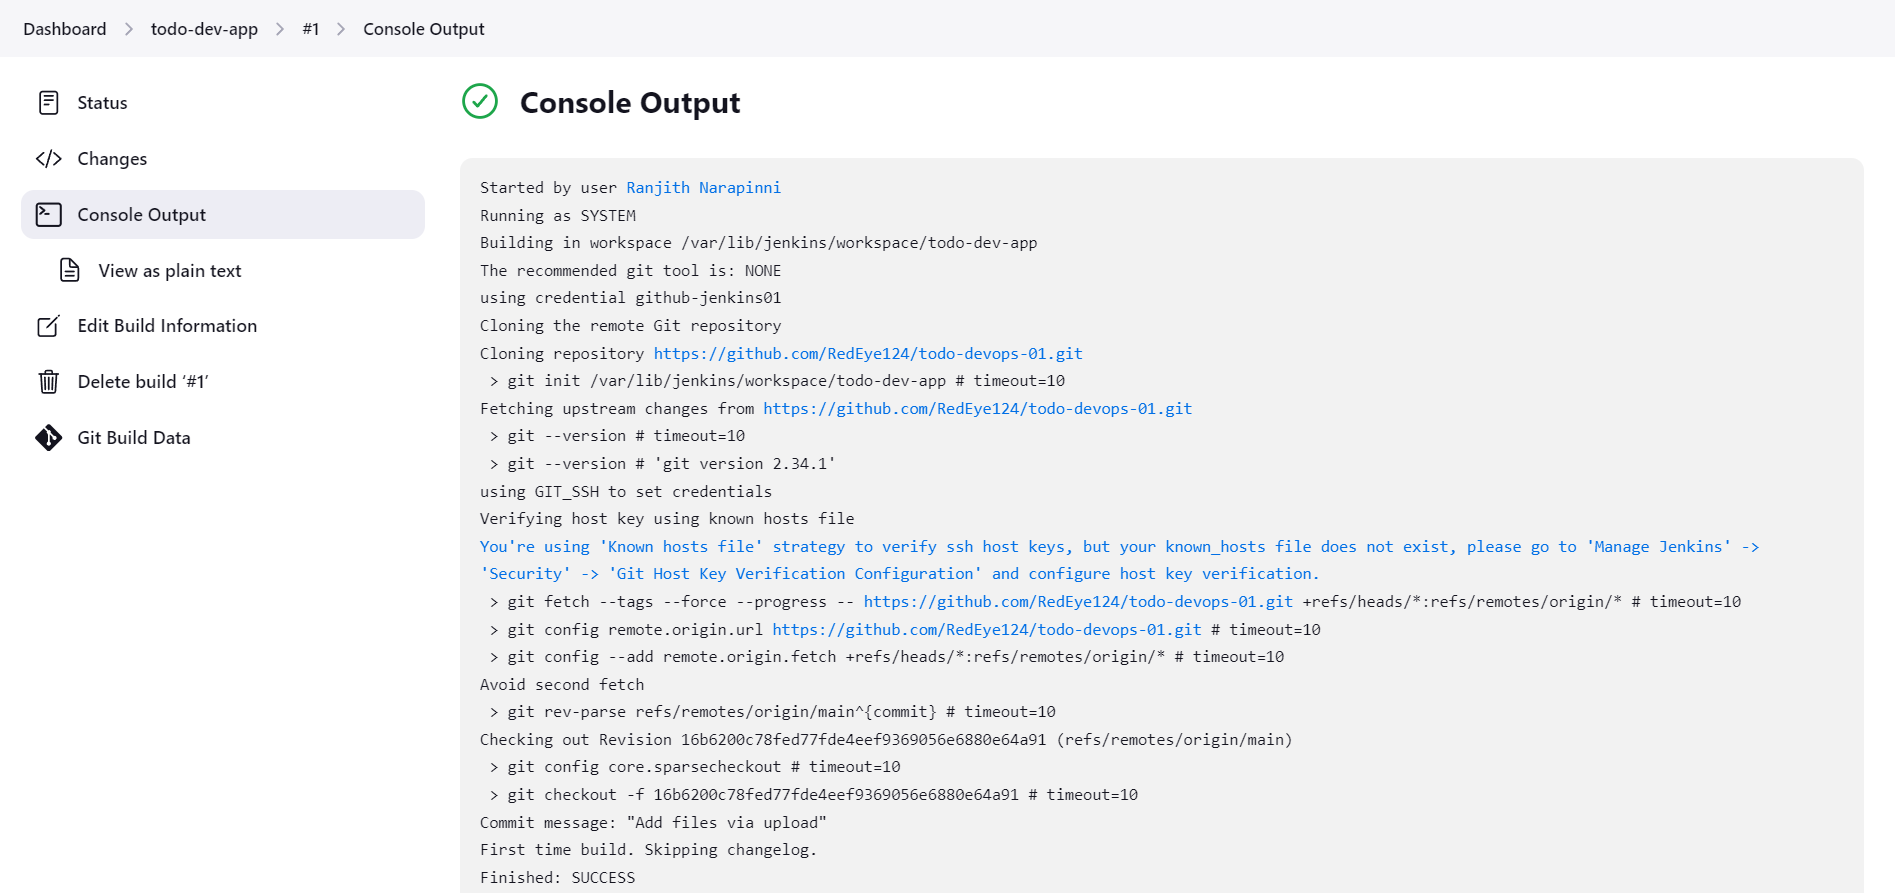 Dashboard > todo-dev-app > #1 > Console Output
Status
Changes
Console Output
View as plain text
Edit Build Information
Delete build ‘#1’
Git Build Data
Console Output
Started by user Ranjith Narapinni
Running as SYSTEM
Building in workspace /var/lib/jenkins/workspace/todo-dev-app
The recommended git tool is: NONE
using credential github-jenkins01
Cloning the remote Git repository
Cloning repository https://github.com/RedEye124/todo-devops-01.git
 > git init /var/lib/jenkins/workspace/todo-dev-app # timeout=10
Fetching upstream changes from https://github.com/RedEye124/todo-devops-01.git
 > git --version # timeout=10
 > git --version # 'git version 2.34.1'
using GIT_SSH to set credentials
Verifying host key using known hosts file
You're using 'Known hosts file' strategy to verify ssh host keys, but your known_hosts file does not exist, please go to 'Manage Jenkins' ->
'Security' -> 'Git Host Key Verification Configuration' and configure host key verification.
 > git fetch --tags --force --progress -- https://github.com/RedEye124/todo-devops-01.git +refs/heads/*:refs/remotes/origin/* # timeout=10
 > git config remote.origin.url https://github.com/RedEye124/todo-devops-01.git # timeout=10
 > git config --add remote.origin.fetch +refs/heads/*:refs/remotes/origin/* # timeout=10
Avoid second fetch
 > git rev-parse refs/remotes/origin/main^{commit} # timeout=10
Checking out Revision 16b6200c78fed77fde4eef9369056e6880e64a91 (refs/remotes/origin/main)
 > git config core.sparsecheckout # timeout=10
 > git checkout -f 16b6200c78fed77fde4eef9369056e6880e64a91 # timeout=10
Commit message: "Add files via upload"
First time build. Skipping changelog.
Finished: SUCCESS